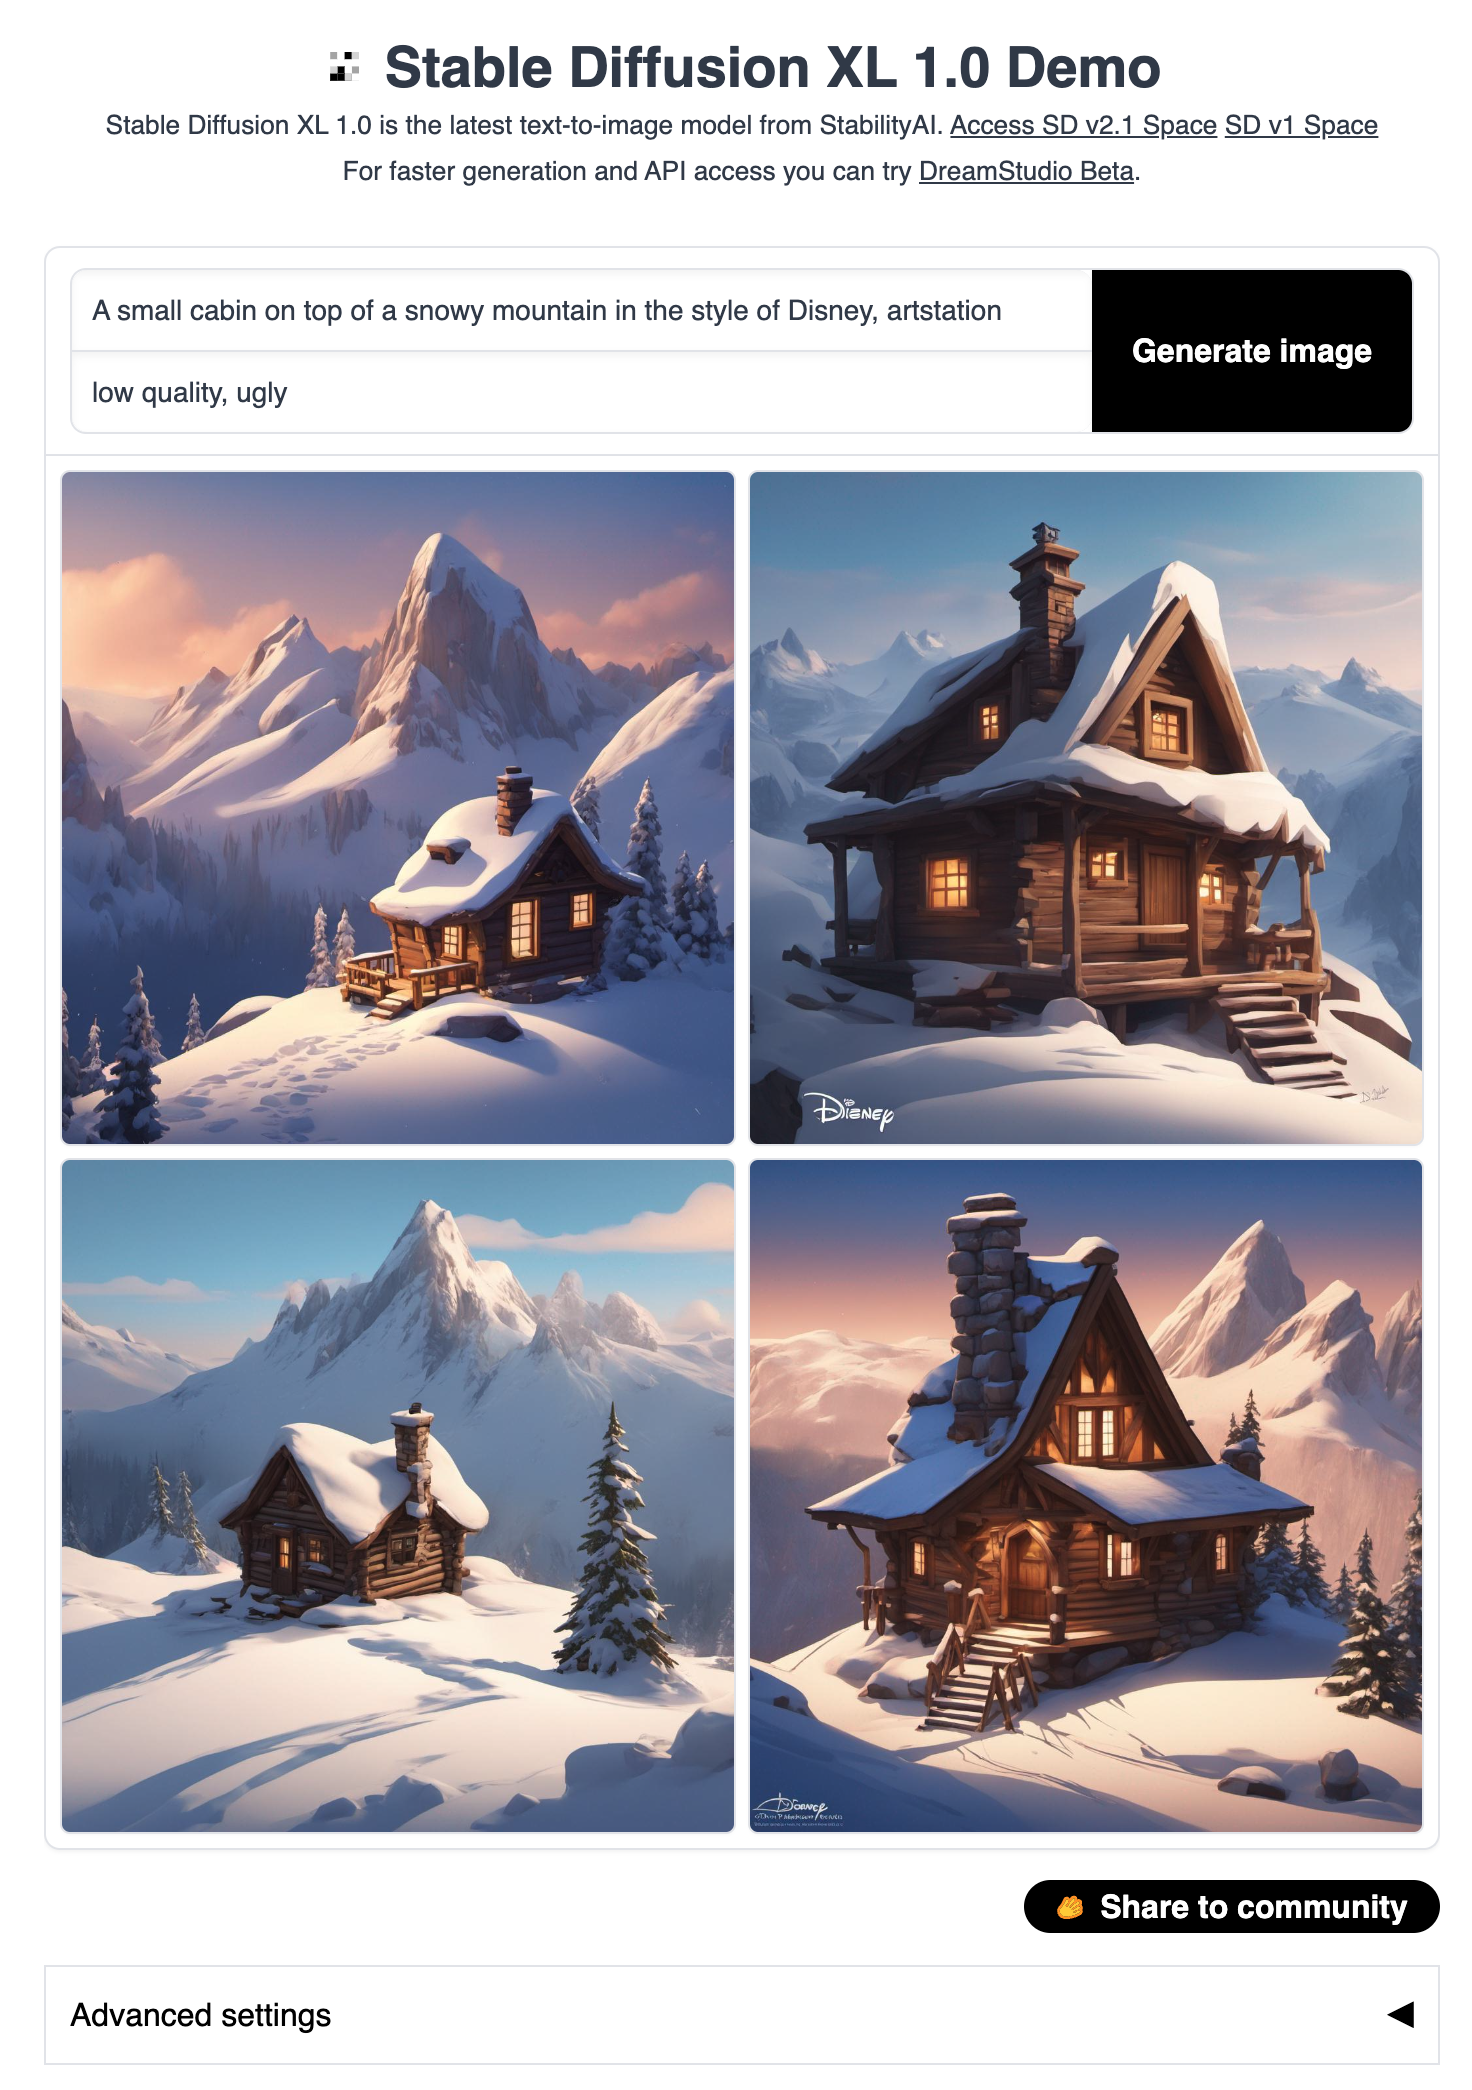 Stable Diffusion XL 1.0 Demo
Stable Diffusion XL 1.0 is the latest text-to-image model from StabilityAI. Access SD v2.1 Space SD v1 Space
For faster generation and API access you can try DreamStudio Beta.
A small cabin on top of a snowy mountain in the style of Disney, artstation
low quality, ugly
Generate image
Disney
Share to community
Advanced settings